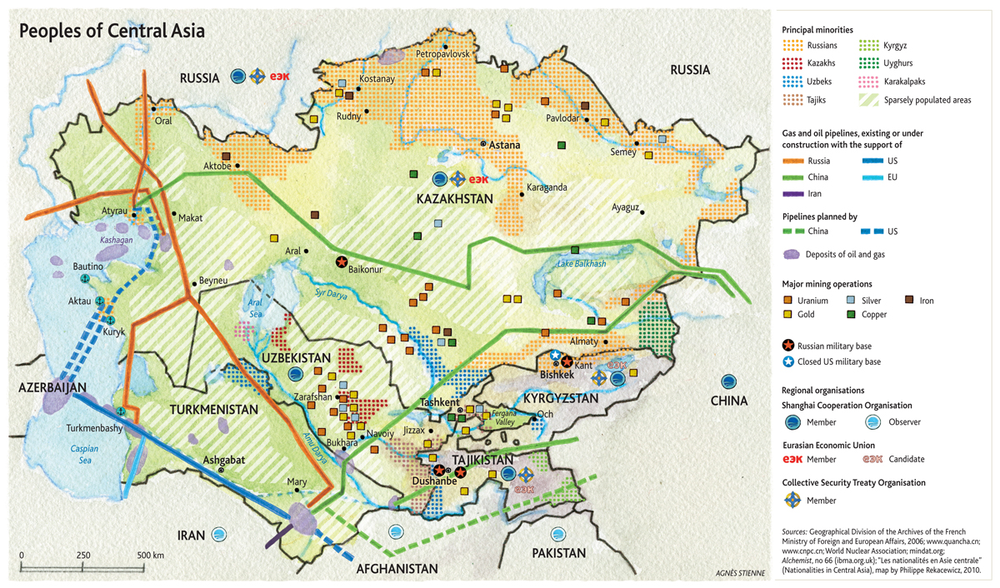 Peoples of Central Asia
RUSSIA
еэк
Petropavlovsk
RUSSIA
Kostanay
Rudny
Oral
Pavlodar
Astana
Semey
Aktobe
еэк
KAZAKHSTAN
Karaganda
Atyrau
Makat
Ayaguz
Kashagan
Aral
Baikonur
Lake Balkhash
Bautino
Beyneu
Syr Darya
Aktau
Aral
Sea
Kuryk
Almaty
UZBEKISTAN
Kant
Bishkek
еэк
AZERBAIJAN
Zarafshan
KYRGYZSTAN
CHINA
TURKMENISTAN
Tashkent
Fergana
Valley
Och
Turkmenbashy
Jizzax
Navoiy
Bukhara
Amu Darya
Caspian
Sea
Ashgabat
TAJIKISTAN
Dushanbe
Mary
еэк
IRAN
PAKISTAN
AFGHANISTAN
0
250
500 km
AGNÈS STIENNE
Principal minorities
Russians
Kyrgyz
Kazakhs
Uyghurs
Uzbeks
Karakalpaks
Tajiks
Sparsely populated areas
Gas and oil pipelines, existing or under
construction with the support of
Russia
US
China
EU
Iran
Pipelines planned by
China
US
Deposits of oil and gas
Major mining operations
Uranium
Silver
Iron
Gold
Copper
Russian military base
Closed US military base
Regional organisations
Shanghai Cooperation Organisation
Member
Observer
Eurasian Economic Union
еэк Member
еэк Candidate
Collective Security Treaty Organisation
Member
Sources: Geographical Division of the Archives of the French
Ministry of Foreign and European Affairs, 2006; www.quancha.cn;
www.cnpc.cn; World Nuclear Association; mindat.org;
Alchemist, no 66 (ibma.org.uk); "Les nationalités en Asie centrale"
(Nationalities in Central Asia), map by Philippe Rekacewicz, 2010.